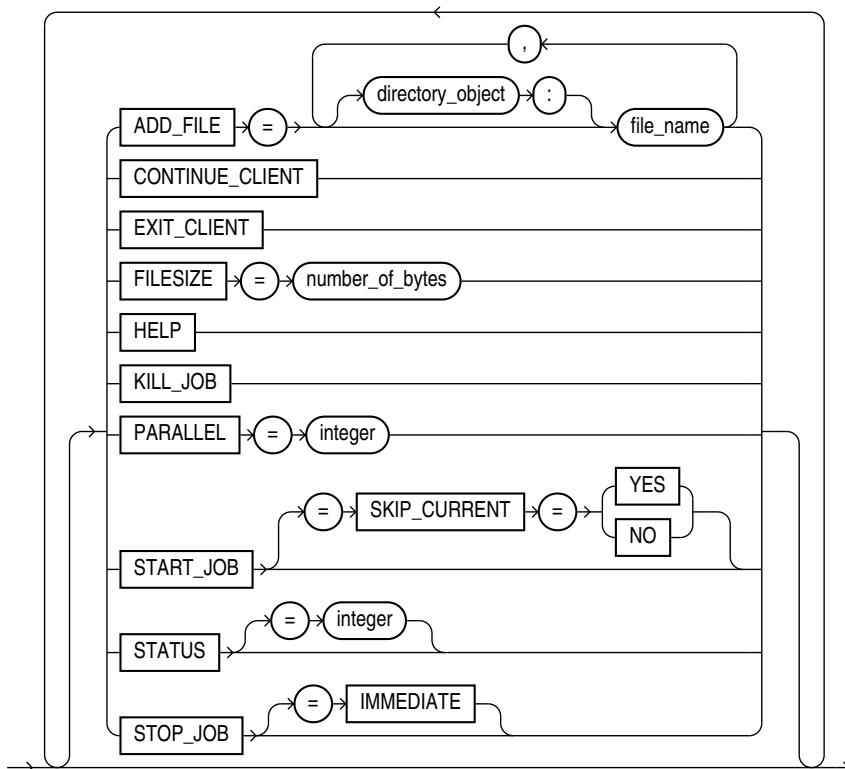 ,
directory_object :
ADD_FILE = file_name
CONTINUE_CLIENT
EXIT_CLIENT
FILESIZE = number_of_bytes
HELP
KILL_JOB
PARALLEL = integer
YES
= SKIP_CURRENT =
NO
START_JOB
= integer
STATUS
= IMMEDIATE
STOP_JOB